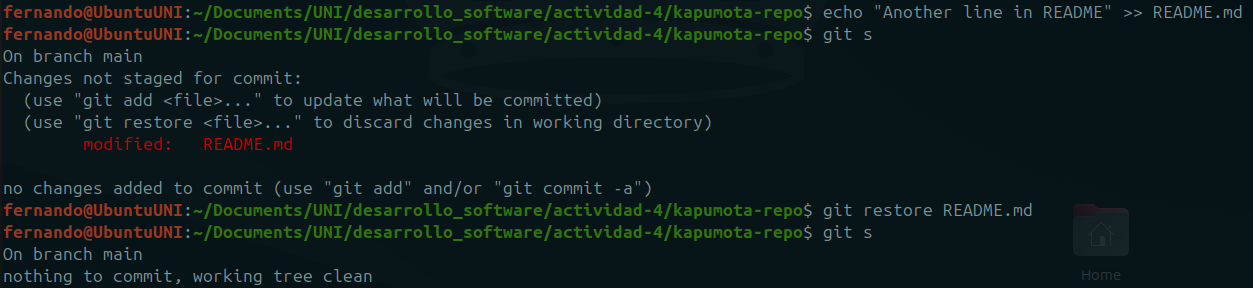 fernando@UbuntuUNI:~/Documents/UNI/desarrollo_software/actividad-4/kapumota-repo$ echo "Another line in README" >> README.md
fernando@UbuntuUNI:~/Documents/UNI/desarrollo_software/actividad-4/kapumota-repo$ git s
On branch main
Changes not staged for commit:
  (use "git add <file>..." to update what will be committed)
  (use "git restore <file>..." to discard changes in working directory)
        modified:   README.md

no changes added to commit (use "git add" and/or "git commit -a")
fernando@UbuntuUNI:~/Documents/UNI/desarrollo_software/actividad-4/kapumota-repo$ git restore README.md
fernando@UbuntuUNI:~/Documents/UNI/desarrollo_software/actividad-4/kapumota-repo$ git s
On branch main
nothing to commit, working tree clean
Home